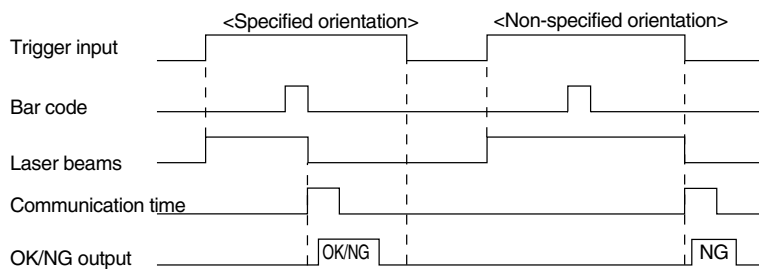 <Specified orientation>
<Non-specified orientation>
Trigger input
Bar code
Laser beams
Communication time
OK/NG output
OK/NG
NG